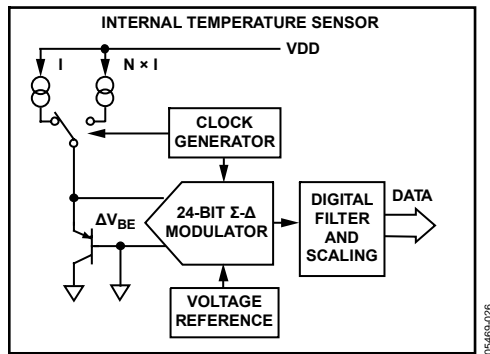 INTERNAL TEMPERATURE SENSOR
VDD
I
N × I
CLOCK
GENERATOR
ΔVBE
24-BIT Σ-Δ
MODULATOR
DIGITAL
FILTER
AND
SCALING
DATA
VOLTAGE
REFERENCE
05469-026